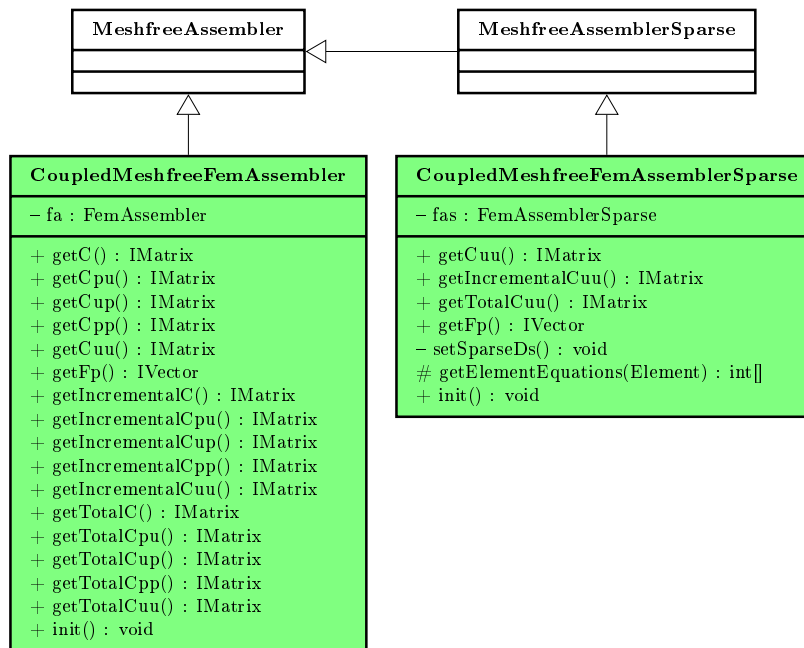 MeshfreeAssembler
MeshfreeAssemblerSparse
CoupledMeshfreeFemAssembler
– fa : FemAssembler
+ getC() : IMatrix
+ getCpu() : IMatrix
+ getCup() : IMatrix
+ getCpp() : IMatrix
+ getCuu() : IMatrix
+ getFp() : IVector
+ getIncrementalC() : IMatrix
+ getIncrementalCpu() : IMatrix
+ getIncrementalCup() : IMatrix
+ getIncrementalCpp() : IMatrix
+ getIncrementalCuu() : IMatrix
+ getTotalC() : IMatrix
+ getTotalCpu() : IMatrix
+ getTotalCup() : IMatrix
+ getTotalCpp() : IMatrix
+ getTotalCuu() : IMatrix
+ init() : void
CoupledMeshfreeFemAssemblerSparse
– fas : FemAssemblerSparse
+ getCuu() : IMatrix
+ getIncrementalCuu() : IMatrix
+ getTotalCuu() : IMatrix
+ getFp() : IVector
– setSparseDs() : void
# getElementEquations(Element) : int[]
+ init() : void